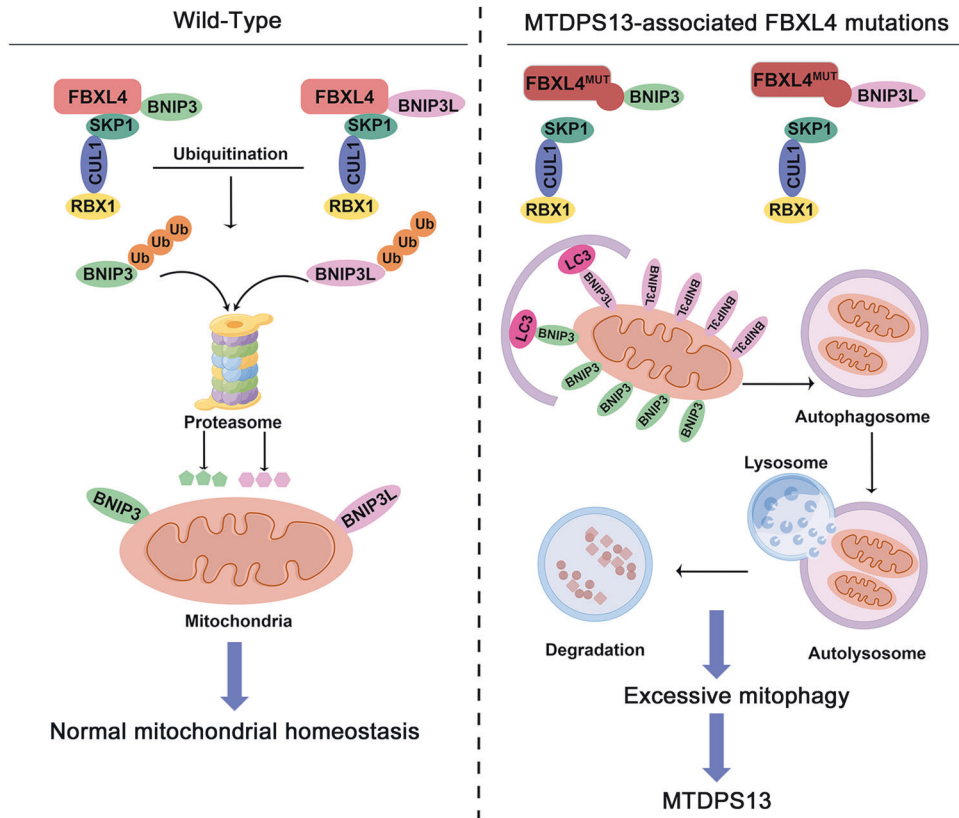 Wild-Type
FBXL4
BNIP3
SKP1
CUL1
RBX1
FBXL4
BNIP3L
SKP1
CUL1
RBX1
Ubiquitination
BNIP3
Ub
Ub
Ub
BNIP3L
Ub
Ub
Ub
Proteasome
BNIP3
BNIP3L
Mitochondria
Normal mitochondrial homeostasis
MTDPS13-associated FBXL4 mutations
FBXL4MUT
BNIP3
SKP1
CUL1
RBX1
FBXL4MUT
BNIP3L
SKP1
CUL1
RBX1
LC3
BNIP3L
BNIP3L
BNIP3L
BNIP3L
BNIP3L
LC3
BNIP3
BNIP3
BNIP3
BNIP3
BNIP3
Autophagosome
Lysosome
Autolysosome
Degradation
Excessive mitophagy
MTDPS13